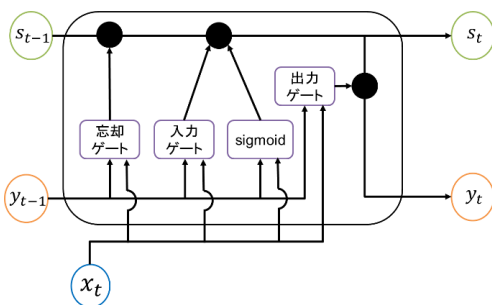 s_{t-1}
s_t
出力
ゲート
忘却
ゲート
入力
ゲート
sigmoid
y_{t-1}
y_t
x_t